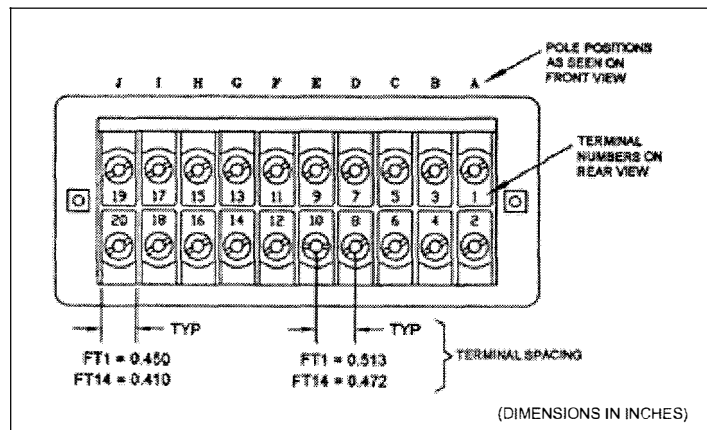 POLE POSITIONS
AS SEEN ON
FRONT VIEW
J I H G F E D C B A
TERMINAL
NUMBERS ON
REAR VIEW
19 17 15 13 11 9 7 5 3 1
20 18 16 14 12 10 8 6 4 2
TYP
FT1 = 0.450
FT14 = 0.410
TYP
FT1 = 0.513
FT14 = 0.472
TERMINAL SPACING
(DIMENSIONS IN INCHES)